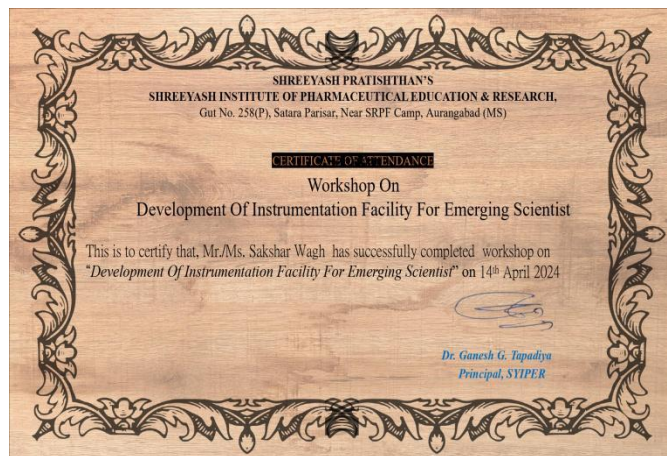 SHREEYASH PRATISHTHAN'S
SHREEYASH INSTITUTE OF PHARMACEUTICAL EDUCATION & RESEARCH,
Gut No. 258(P), Satara Parisar, Near SRPF Camp, Aurangabad (MS)
CERTIFICATE OF ATTENDANCE
Workshop On
Development Of Instrumentation Facility For Emerging Scientist
This is to certify that, Mr./Ms. Sakshar Wagh has successfully completed workshop on
"Development Of Instrumentation Facility For Emerging Scientist" on 14th April 2024
Dr. Ganesh G. Tapadiya
Principal, SYIPER